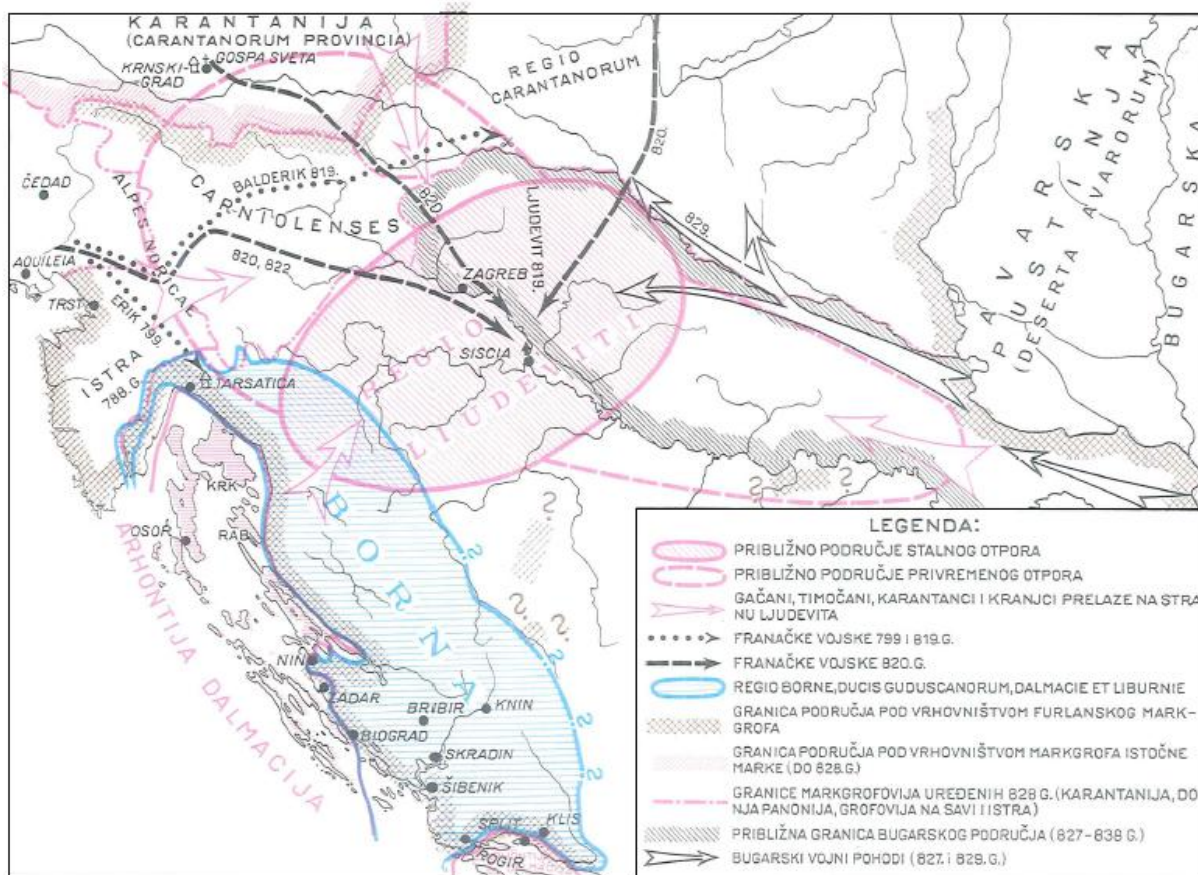 KARANTANIJA
(CARANTANORUM PROVINCIA)
GOSPA SVETA
KRNSKI-
GRAD
REGIO
CARANTANORUM
820.
PAVARSKA
PUSTINJA
(DESERTA AVARORUM)
BUGARSKA
ČEDAD
ALPES NORICAE
BALDERIK 819.
CARNIOLENSES
820
LJUDEVIT 819.
829.
820, 822.
ZAGREB
AQUILEIA
TRST
ERIK 799.
ISTRA
788. G.
TARSATICA
SISCIA
REGIO
LIUDEVITI
KRK
OSOR
RAB
BORNA
?
?
?
?
?
?
?
?
?
ARHONTIJA DALMACIJA
NIN
ZADAR
BRIBIR
KNIN
BIOGRAD
SKRADIN
ŠIBENIK
SPLIT
KLIS
TROGIR
LEGENDA:
PRIBLIŽNO PODRUČJE STALNOG OTPORA
PRIBLIŽNO PODRUČJE PRIVREMENOG OTPORA
GAČANI, TIMOČANI, KARANTANCI I KRANJCI PRELAZE NA STRA-
NU LJUDEVITA
FRANAČKE VOJSKE 799 I 819. G.
FRANAČKE VOJSKE 820. G.
REGIO BORNE, DUCIS GUDUSCANORUM, DALMACIE ET LIBURNIE
GRANICA PODRUČJA POD VRHOVNIŠTVOM FURLANSKOG MARK-
GROFA
GRANICA PODRUČJA POD VRHOVNIŠTVOM MARKGROFA ISTOČNE
MARKE (DO 828. G.)
GRANICE MARKGROFOVIJA UREĐENIH 828 G. (KARANTANIJA, DO
NJA PANONIJA, GROFOVIJA NA SAVI I ISTRA)
PRIBLIŽNA GRANICA BUGARSKOG PODRUČJA (827-838 G.)
BUGARSKI VOJNI POHODI (827. i 829. G.)